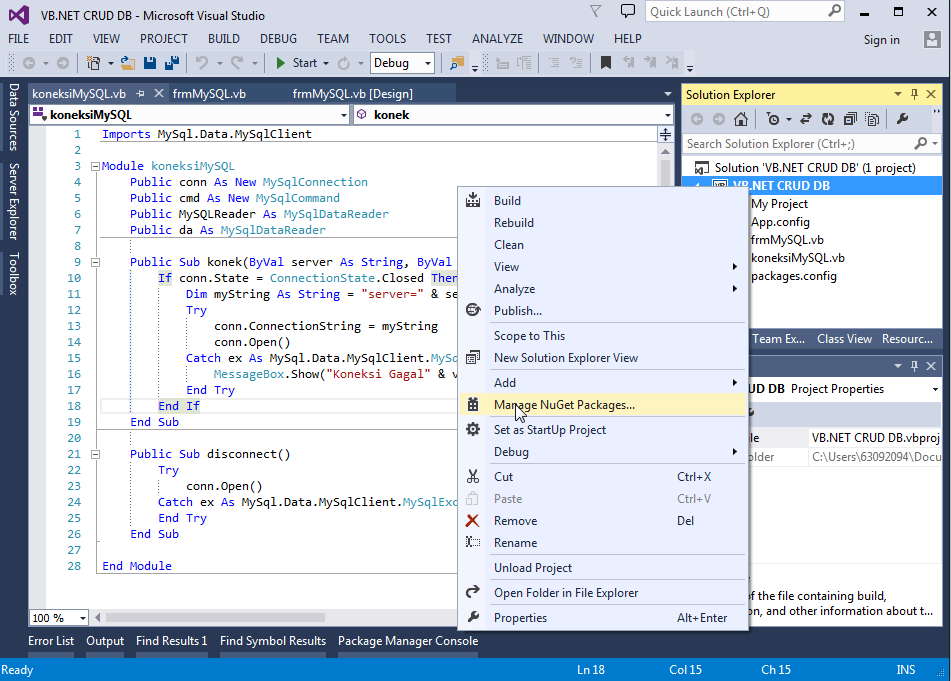 VB.NET CRUD DB - Microsoft Visual Studio
Quick Launch (Ctrl+Q)
FILE EDIT VIEW PROJECT BUILD DEBUG TEAM TOOLS TEST ANALYZE WINDOW HELP
Sign in
Start Debug
Data Sources
Server Explorer
Toolbox
koneksiMySQL.vb frmMySQL.vb frmMySQL.vb [Design]
koneksiMySQL konek
1 Imports MySql.Data.MySqlClient
2
3 Module koneksiMySQL
4 Public conn As New MySqlConnection
5 Public cmd As New MySqlCommand
6 Public MySQLReader As MySqlDataReader
7 Public da As MySqlDataReader
8
9 Public Sub konek(ByVal server As String, ByVal
10 If conn.State = ConnectionState.Closed Then
11 Dim myString As String = "server=" & se
12 Try
13 conn.ConnectionString = myString
14 conn.Open()
15 Catch ex As MySql.Data.MySqlClient.MySq
16 MessageBox.Show("Koneksi Gagal" & v
17 End Try
18 End If
19 End Sub
20
21 Public Sub disconnect()
22 Try
23 conn.Open()
24 Catch ex As MySql.Data.MySqlClient.MySqlExc
25 End Try
26 End Sub
27
28 End Module
100 %
Build
Rebuild
Clean
View
Analyze
Publish...
Scope to This
New Solution Explorer View
Add
Manage NuGet Packages...
Set as StartUp Project
Debug
Cut Ctrl+X
Paste Ctrl+V
Remove Del
Rename
Unload Project
Open Folder in File Explorer
Properties Alt+Enter
Solution Explorer
Search Solution Explorer (Ctrl+;)
Solution 'VB.NET CRUD DB' (1 project)
VB.NET CRUD DB
My Project
App.config
frmMySQL.vb
koneksiMySQL.vb
packages.config
Team Ex... Class View Resourc...
UD DB Project Properties
le VB.NET CRUD DB.vbproj
older C:\Users\63092094\Docu
of the file containing build,
on, and other information about t...
Error List Output Find Results 1 Find Symbol Results Package Manager Console
Ready Ln 18 Col 15 Ch 15 INS